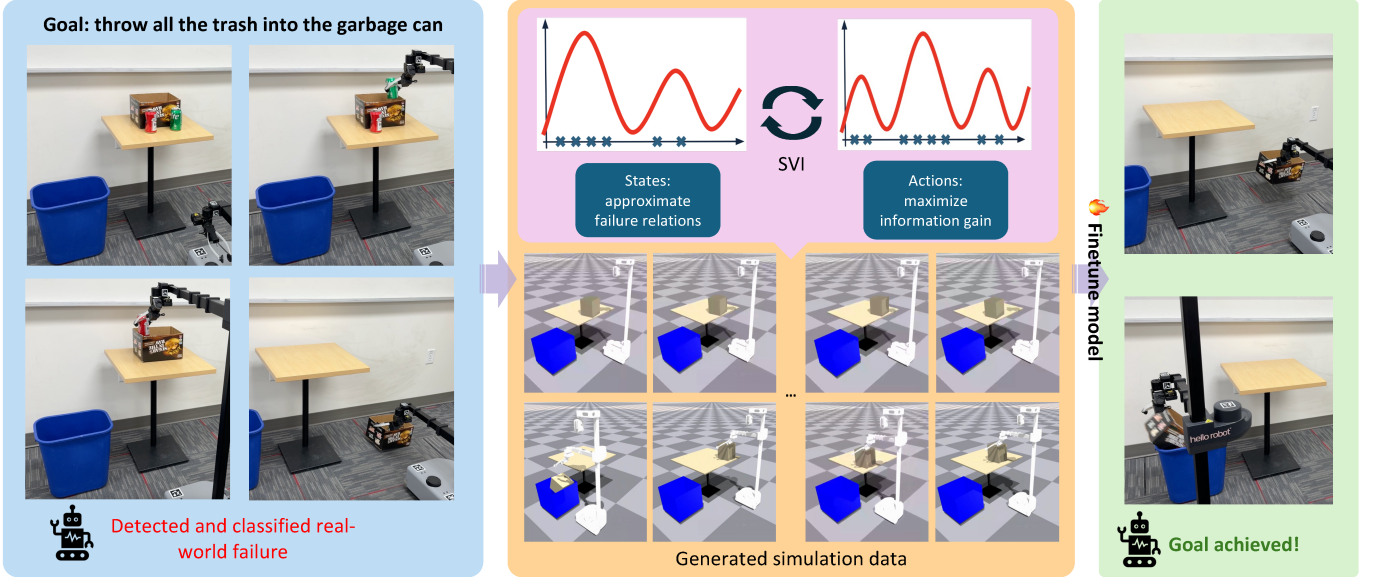 Goal: throw all the trash into the garbage can
Detected and classified real-
world failure
SVI
States:
approximate
failure relations
Actions:
maximize
information gain
...
Generated simulation data
Finetune model
hello robot
Goal achieved!